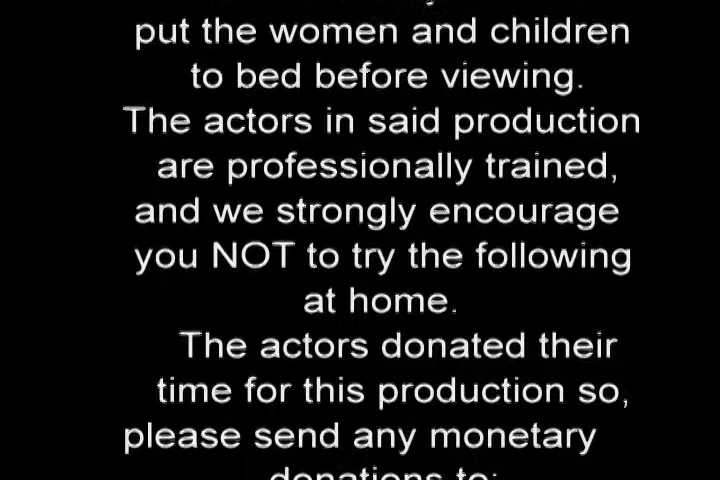 put the women and children
to bed before viewing.
The actors in said production
are professionally trained,
and we strongly encourage
you NOT to try the following
at home.
The actors donated their
time for this production so,
please send any monetary
donations to: